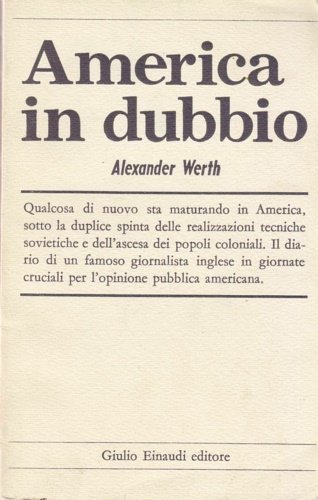 America
in dubbio
Alexander Werth
Qualcosa di nuovo sta maturando in America,
sotto la duplice spinta delle realizzazioni tecniche
sovietiche e dell'ascesa dei popoli coloniali. Il dia-
rio di un famoso giornalista inglese in giornate
cruciali per l'opinione pubblica americana.
Giulio Einaudi editore